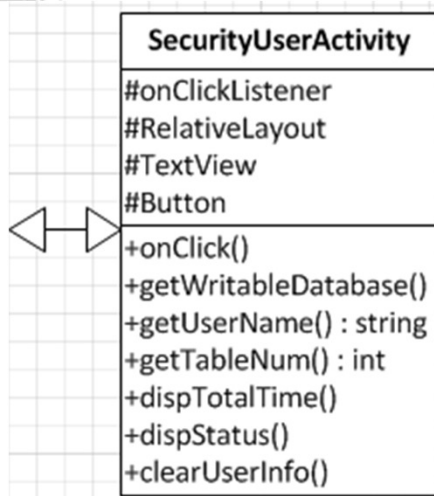 SecurityUserActivity
#onClickListener
#RelativeLayout
#TextView
#Button
+onClick()
+getWritableDatabase()
+getUserName() : string
+getTableNum() : int
+dispTotalTime()
+dispStatus()
+clearUserInfo()